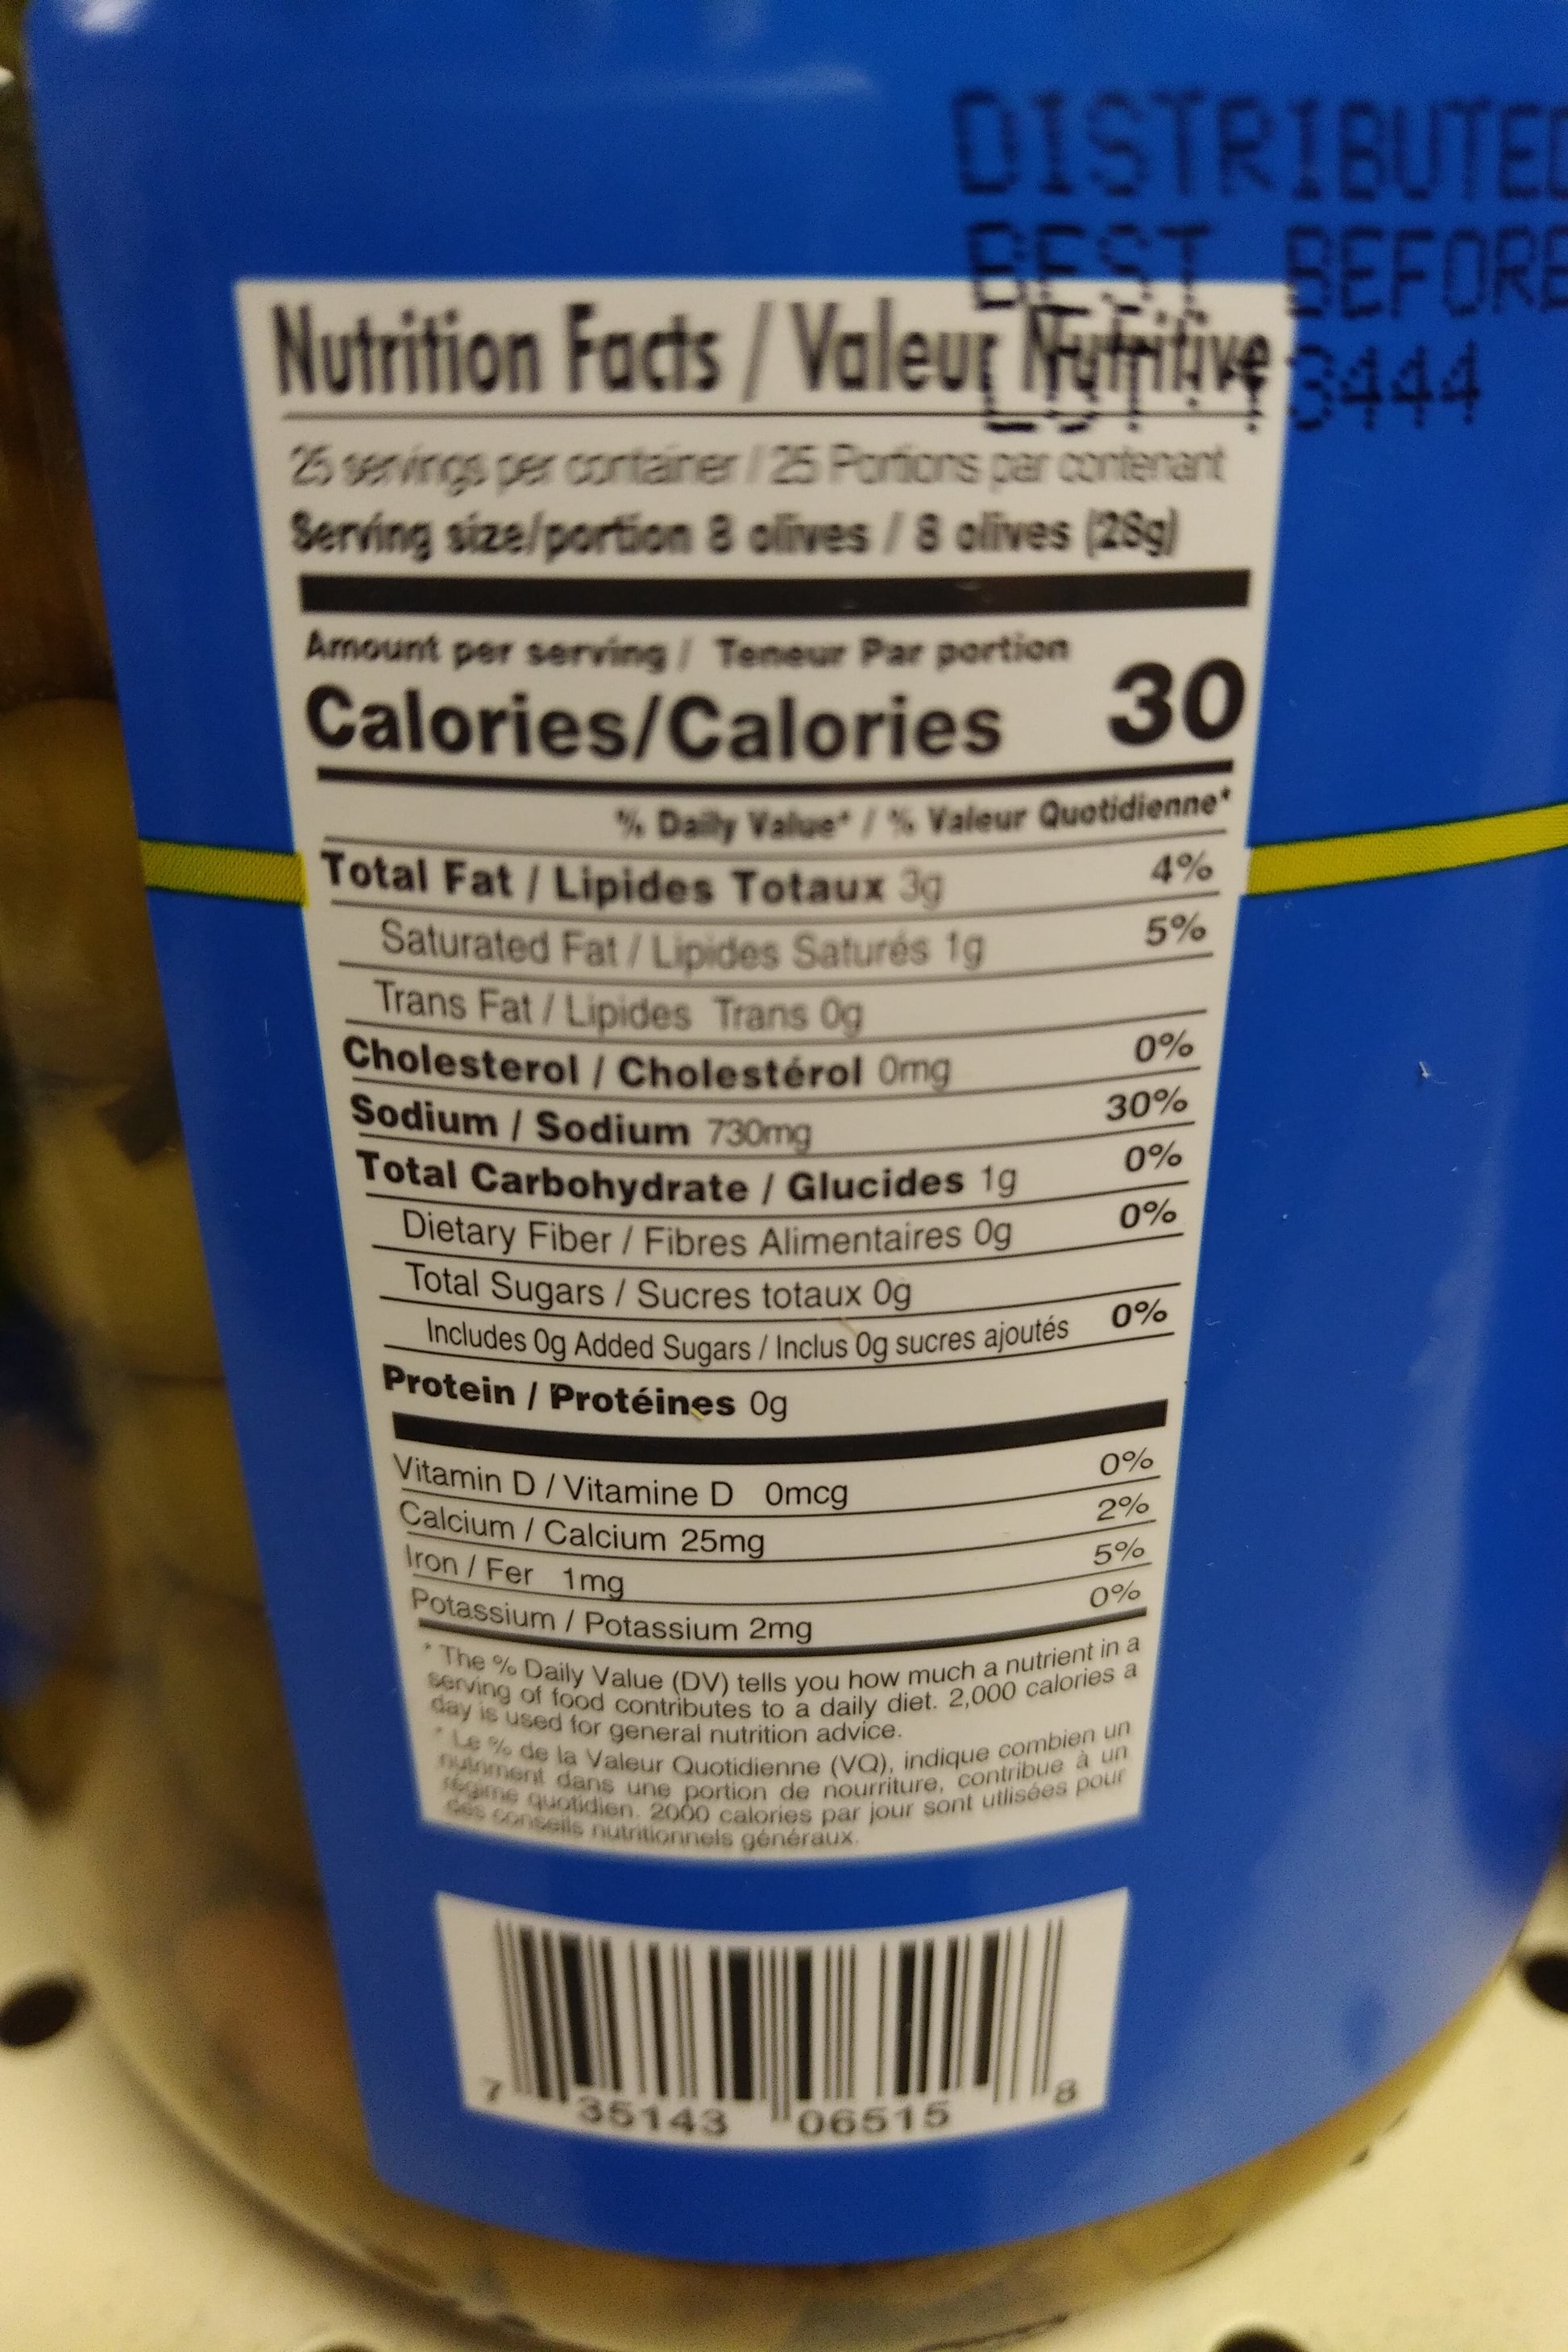 DISTRIBUTED
BEST BEFORE
3444
Nutrition Facts / Valeur Nutritive
25 servings per container / 25 Portions par contenant
Serving size/portion 8 olives / 8 olives (28g)
Amount per serving / Teneur Par portion
Calories/Calories 30
% Daily Value* / % Valeur Quotidienne*
Total Fat / Lipides Totaux 3g 4%
Saturated Fat / Lipides Saturés 1g 5%
Trans Fat / Lipides Trans 0g
Cholesterol / Cholestérol 0mg 0%
Sodium / Sodium 730mg 30%
Total Carbohydrate / Glucides 1g 0%
Dietary Fiber / Fibres Alimentaires 0g 0%
Total Sugars / Sucres totaux 0g
Includes 0g Added Sugars / Inclus 0g sucres ajoutés 0%
Protein / Protéines 0g
Vitamin D / Vitamine D 0mcg 0%
Calcium / Calcium 25mg 2%
Iron / Fer 1mg 5%
Potassium / Potassium 2mg 0%
* The % Daily Value (DV) tells you how much a nutrient in a
serving of food contributes to a daily diet. 2,000 calories a
day is used for general nutrition advice.
* Le % de la Valeur Quotidienne (VQ), indique combien un
nutriment dans une portion de nourriture, contribue à un
régime quotidien. 2000 calories par jour sont utlisées pour
des conseils nutritionnels généraux.
7 35143 06515 8